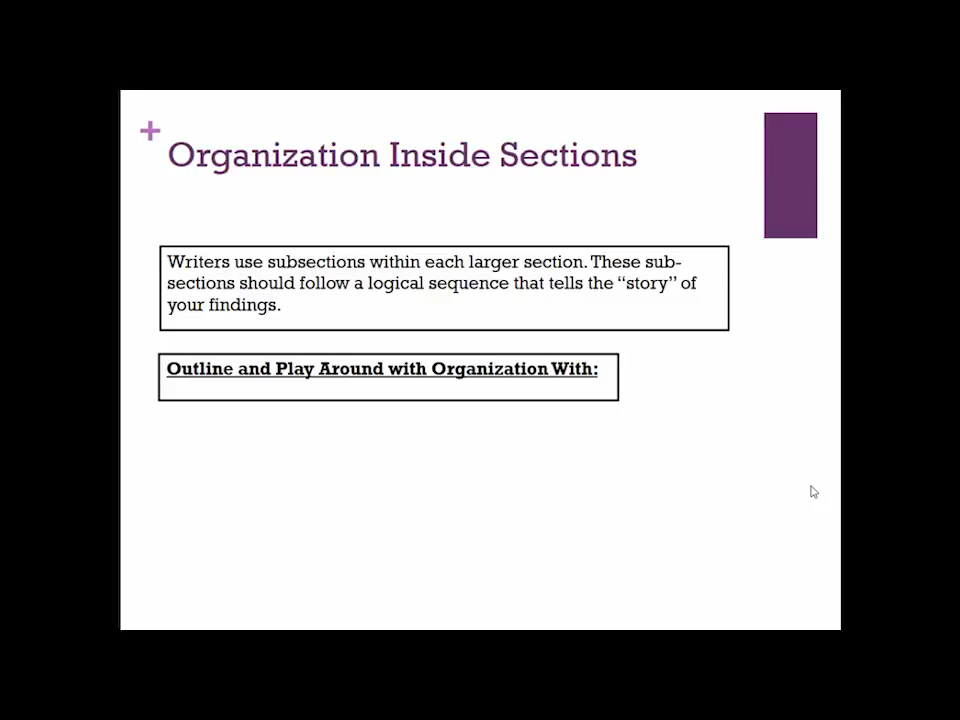 +
Organization Inside Sections
Writers use subsections within each larger section. These sub-
sections should follow a logical sequence that tells the “story” of
your findings.
Outline and Play Around with Organization With: